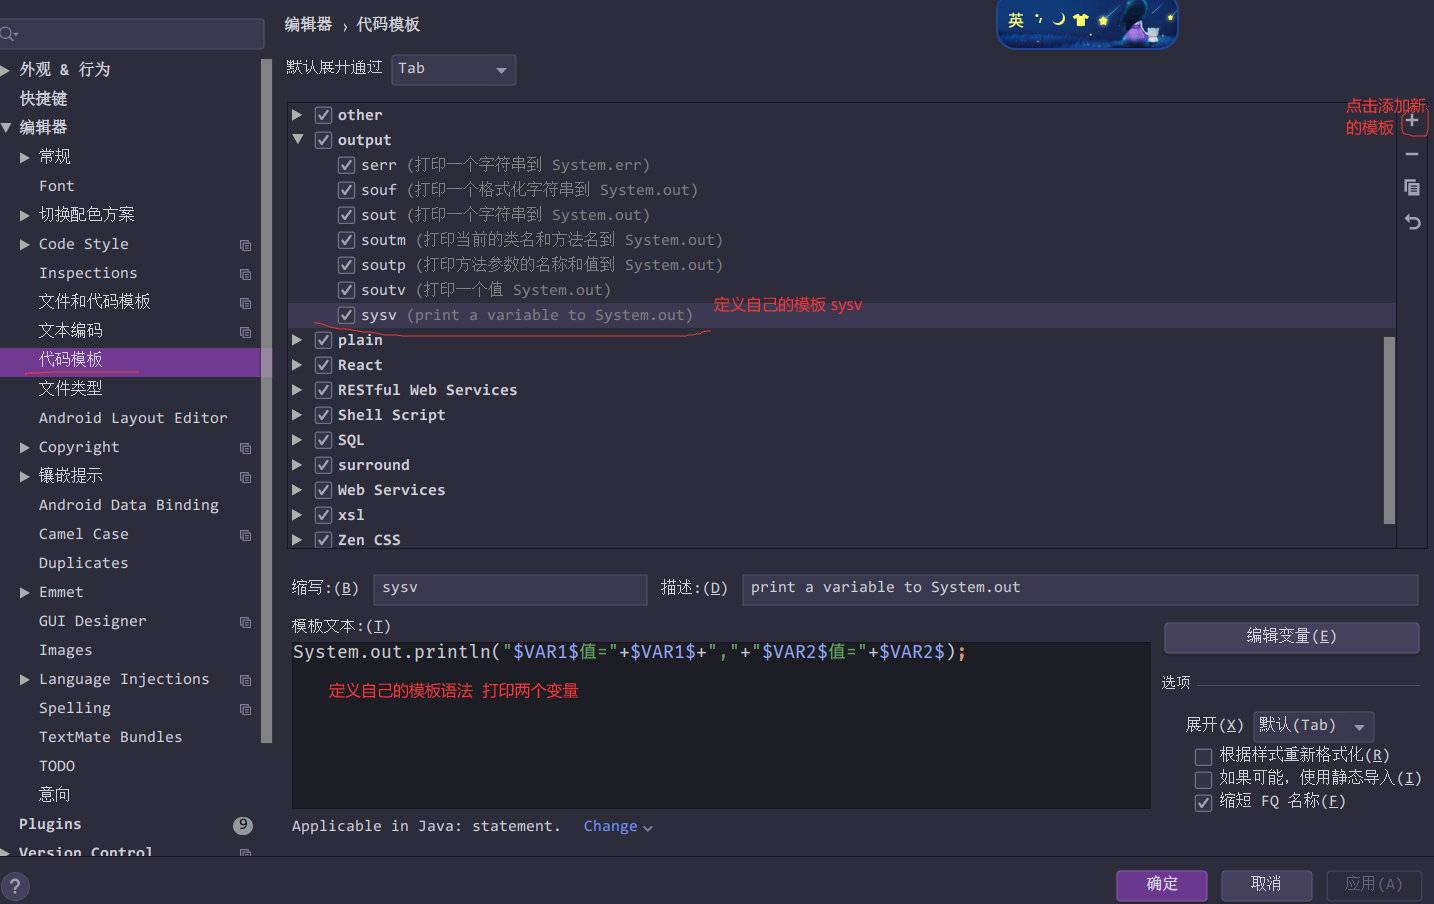 编辑器 › 代码模板
英
外观 & 行为
快捷键
编辑器
常规
Font
切换配色方案
Code Style
Inspections
文件和代码模板
文本编码
代码模板
文件类型
Android Layout Editor
Copyright
镶嵌提示
Android Data Binding
Camel Case
Duplicates
Emmet
GUI Designer
Images
Language Injections
Spelling
TextMate Bundles
TODO
意向
Plugins 9
Version Control
?
默认展开通过 Tab
other
output
serr (打印一个字符串到 System.err)
souf (打印一个格式化字符串到 System.out)
sout (打印一个字符串到 System.out)
soutm (打印当前的类名和方法名到 System.out)
soutp (打印方法参数的名称和值到 System.out)
soutv (打印一个值 System.out)
sysv (print a variable to System.out) 定义自己的模板 sysv
plain
React
RESTful Web Services
Shell Script
SQL
surround
Web Services
xsl
Zen CSS
点击添加新
的模板
缩写:(B) sysv 描述:(D) print a variable to System.out
模板文本:(T)
System.out.println("$VAR1$值="+$VAR1$+","+"$VAR2$值="+$VAR2$);
定义自己的模板语法 打印两个变量
编辑变量(E)
选项
展开(X) 默认(Tab)
根据样式重新格式化(R)
如果可能，使用静态导入(I)
缩短 FQ 名称(F)
Applicable in Java: statement. Change
确定 取消 应用(A)